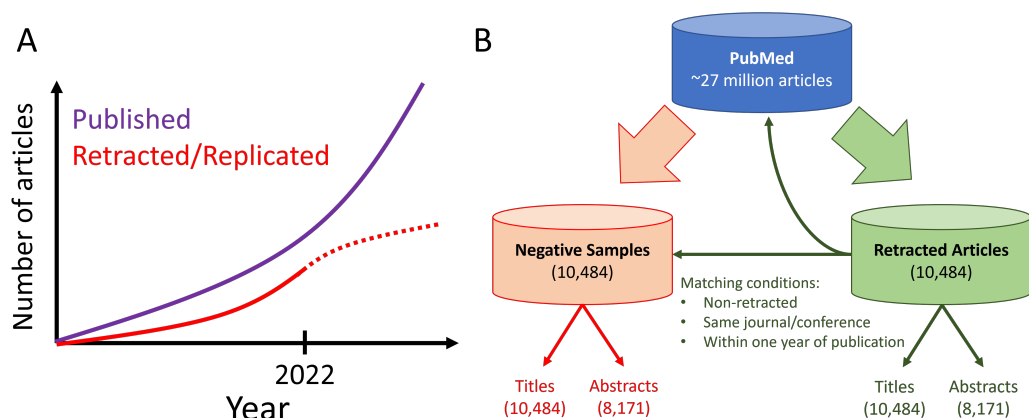 A
Number of articles
Published
Retracted/Replicated
2022
Year
B
PubMed
~27 million articles
Negative Samples
(10,484)
Retracted Articles
(10,484)
Matching conditions:
• Non-retracted
• Same journal/conference
• Within one year of publication
Titles
(10,484)
Abstracts
(8,171)
Titles
(10,484)
Abstracts
(8,171)